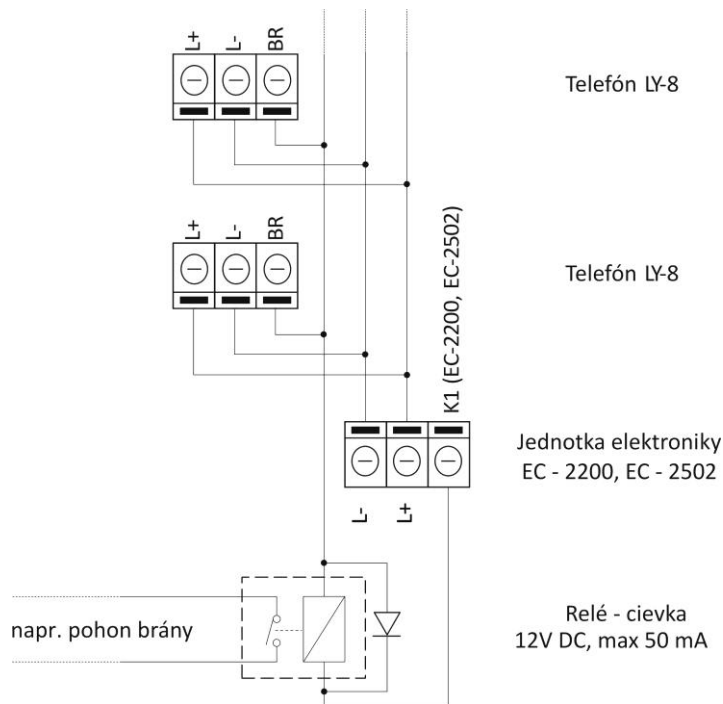 L+ L- BR
Telefón LY-8
L+ L- BR
Telefón LY-8
K1 (EC-2200, EC-2502)
Jednotka elektroniky
EC - 2200, EC - 2502
L- L+
napr. pohon brány
Relé - cievka
12V DC, max 50 mA